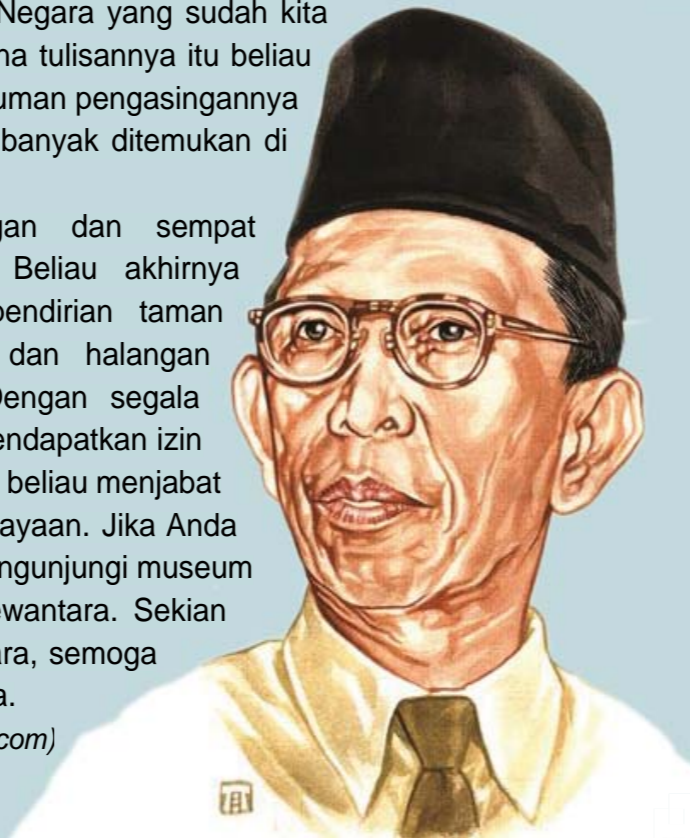 Negara yang sudah kita
na tulisannya itu beliau
uman pengasingannya
banyak ditemukan di
gan dan sempat
Beliau akhirnya
pendirian taman
dan halangan
Dengan segala
endapatkan izin
beliau menjabat
ayaan. Jika Anda
ngunjungi museum
ewantara. Sekian
ara, semoga
a.
com)